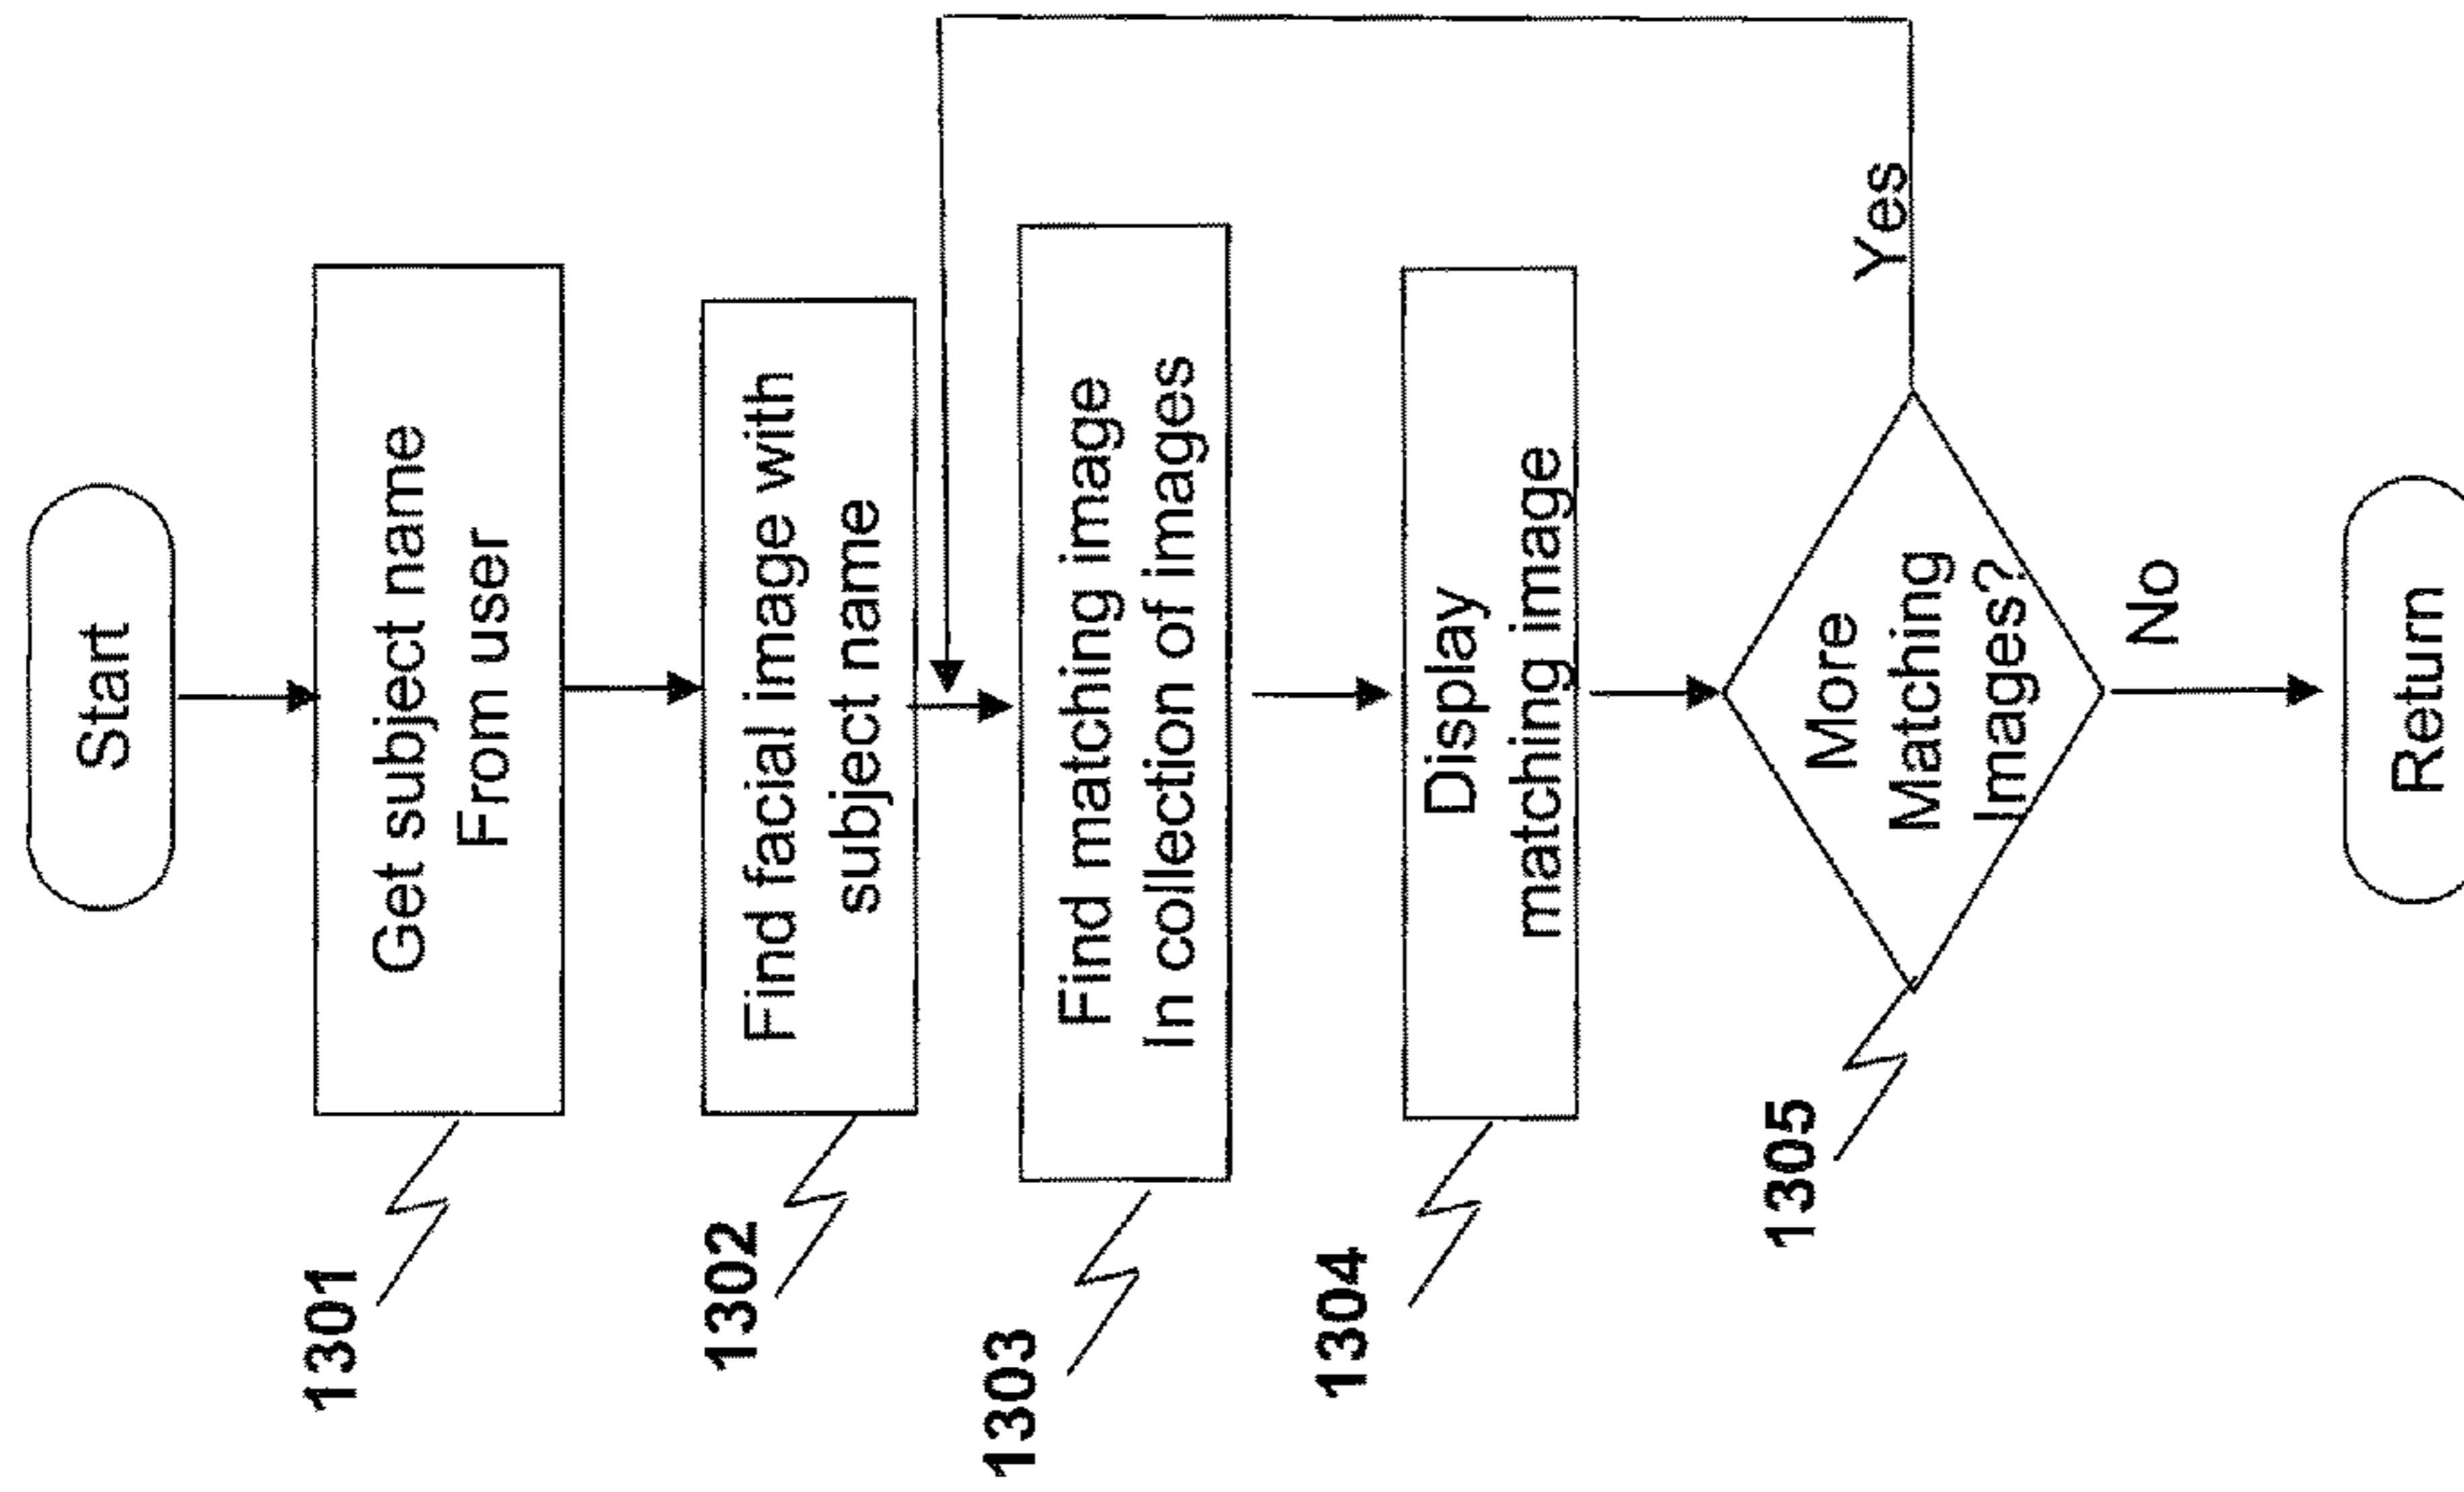 Start
1301
Get subject name
From user
1302
Find facial image with
subject name
1303
Find matching image
In collection of images
1304
Display
matching image
1305
More
Matching
Images?
Yes
No
Return